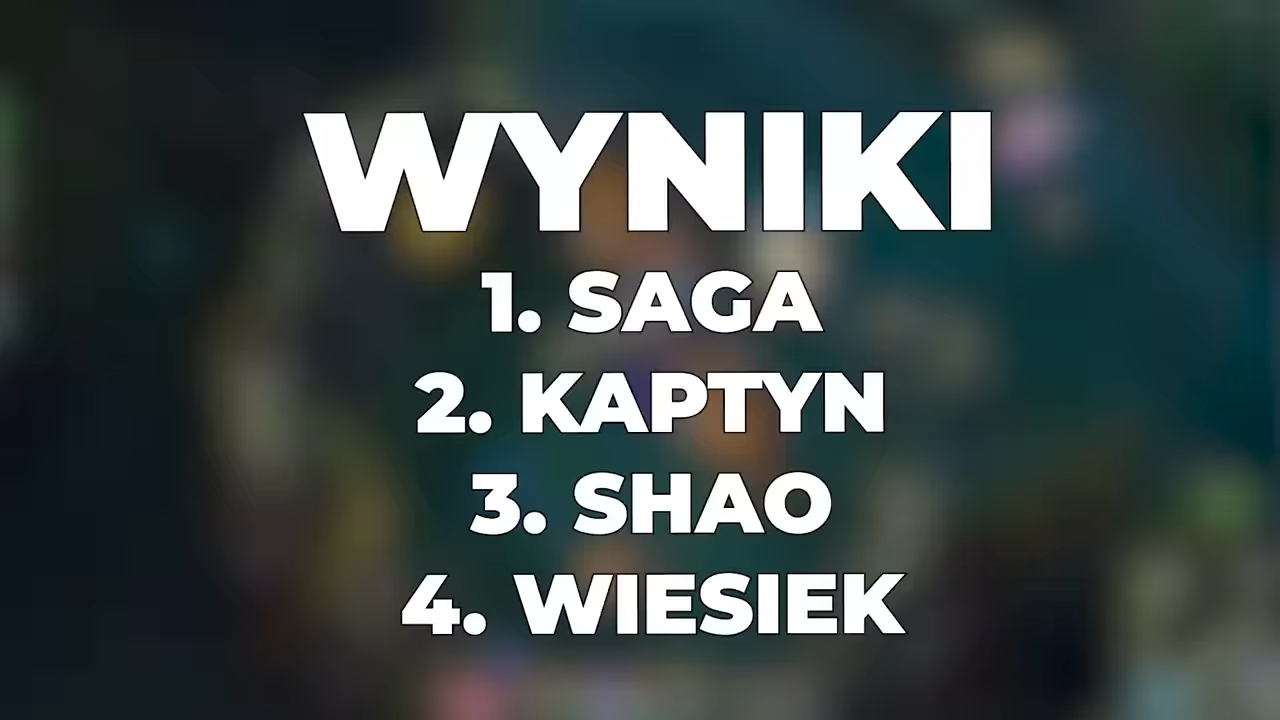 WYNIKI
1. SAGA
2. KAPTYN
3. SHAO
4. WIESIEK